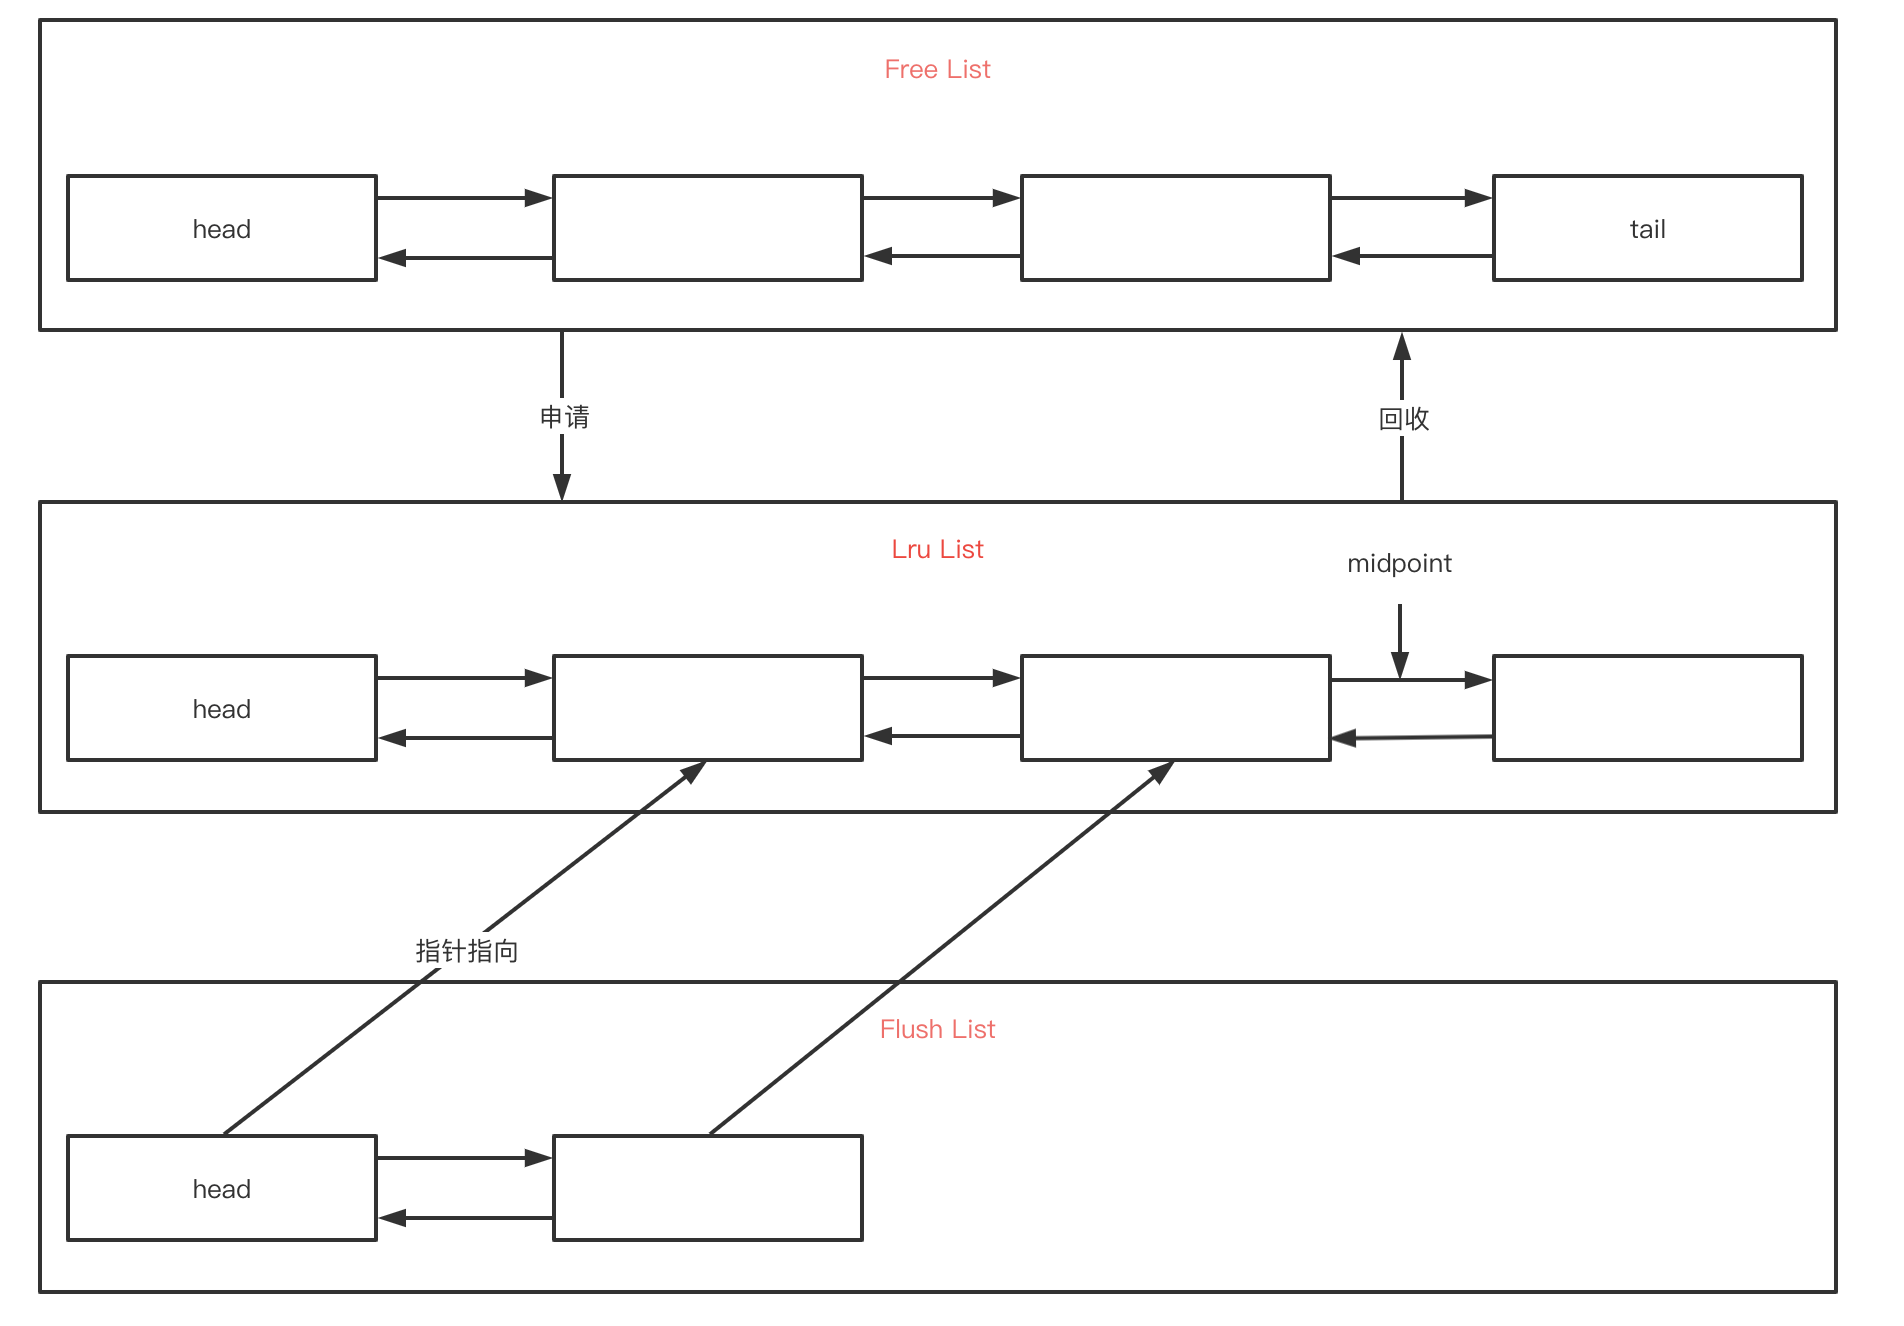 Free List
head
tail
申请
回收
Lru List
midpoint
head
指针指向
Flush List
head